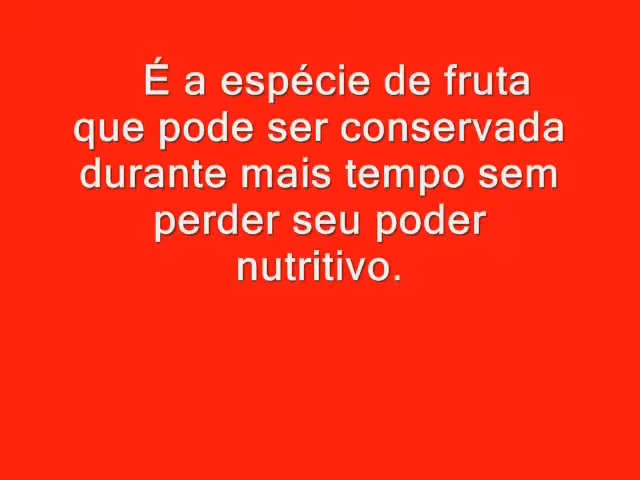 É a espécie de fruta
que pode ser conservada
durante mais tempo sem
perder seu poder
nutritivo.